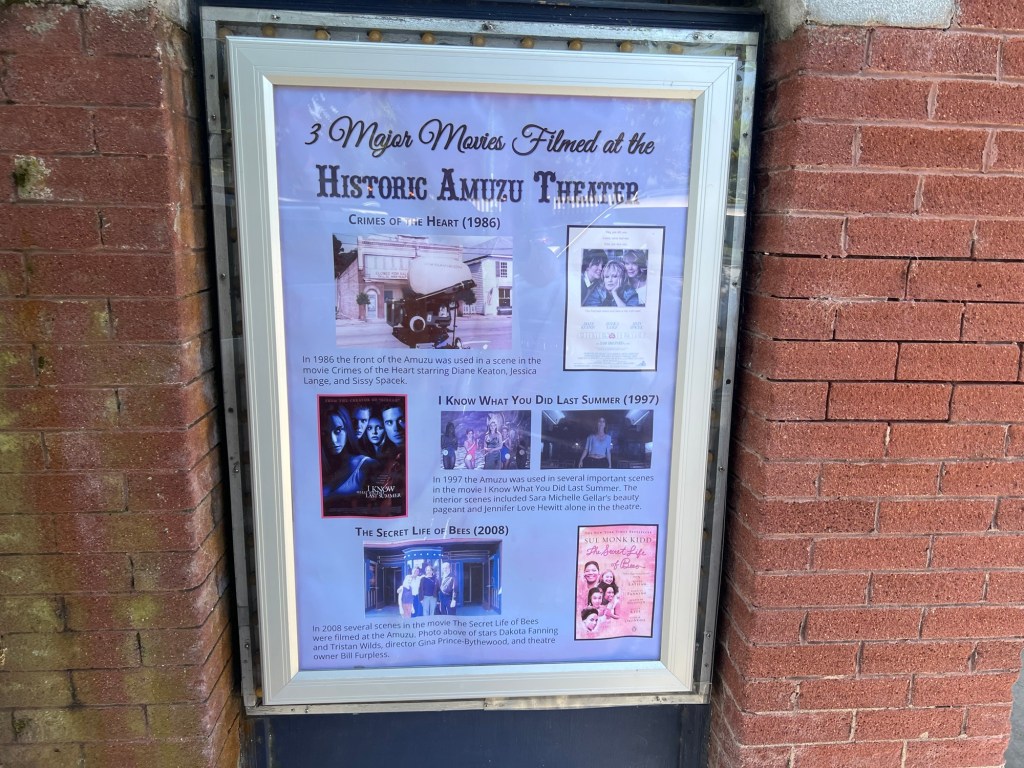 3 Major Movies Filmed at the
Historic Amuzu Theater
Crimes of the Heart (1986)
In 1986 the front of the Amuzu was used in a scene in the
movie Crimes of the Heart starring Diane Keaton, Jessica
Lange, and Sissy Spacek.
I Know What You Did Last Summer (1997)
I KNOW
LAST SUMMER
In 1997 the Amuzu was used in several important scenes
in the movie I Know What You Did Last Summer. The
interior scenes included Sara Michelle Gellar's beauty
pageant and Jennifer Love Hewitt alone in the theatre.
The Secret Life of Bees (2008)
SUE MONK KIDD
The Secret Life
of Bees
In 2008 several scenes in the movie The Secret Life of Bees
were filmed at the Amuzu. Photo above of stars Dakota Fanning
and Tristan Wilds, director Gina Prince-Bythewood, and theatre
owner Bill Furpless.